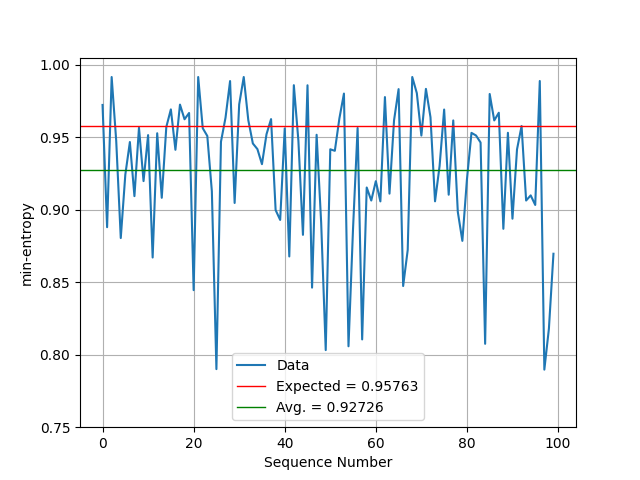 1.00
0.95
0.90
0.85
0.80
0.75
min-entropy
Data
Expected = 0.95763
Avg. = 0.92726
0 20 40 60 80 100
Sequence Number